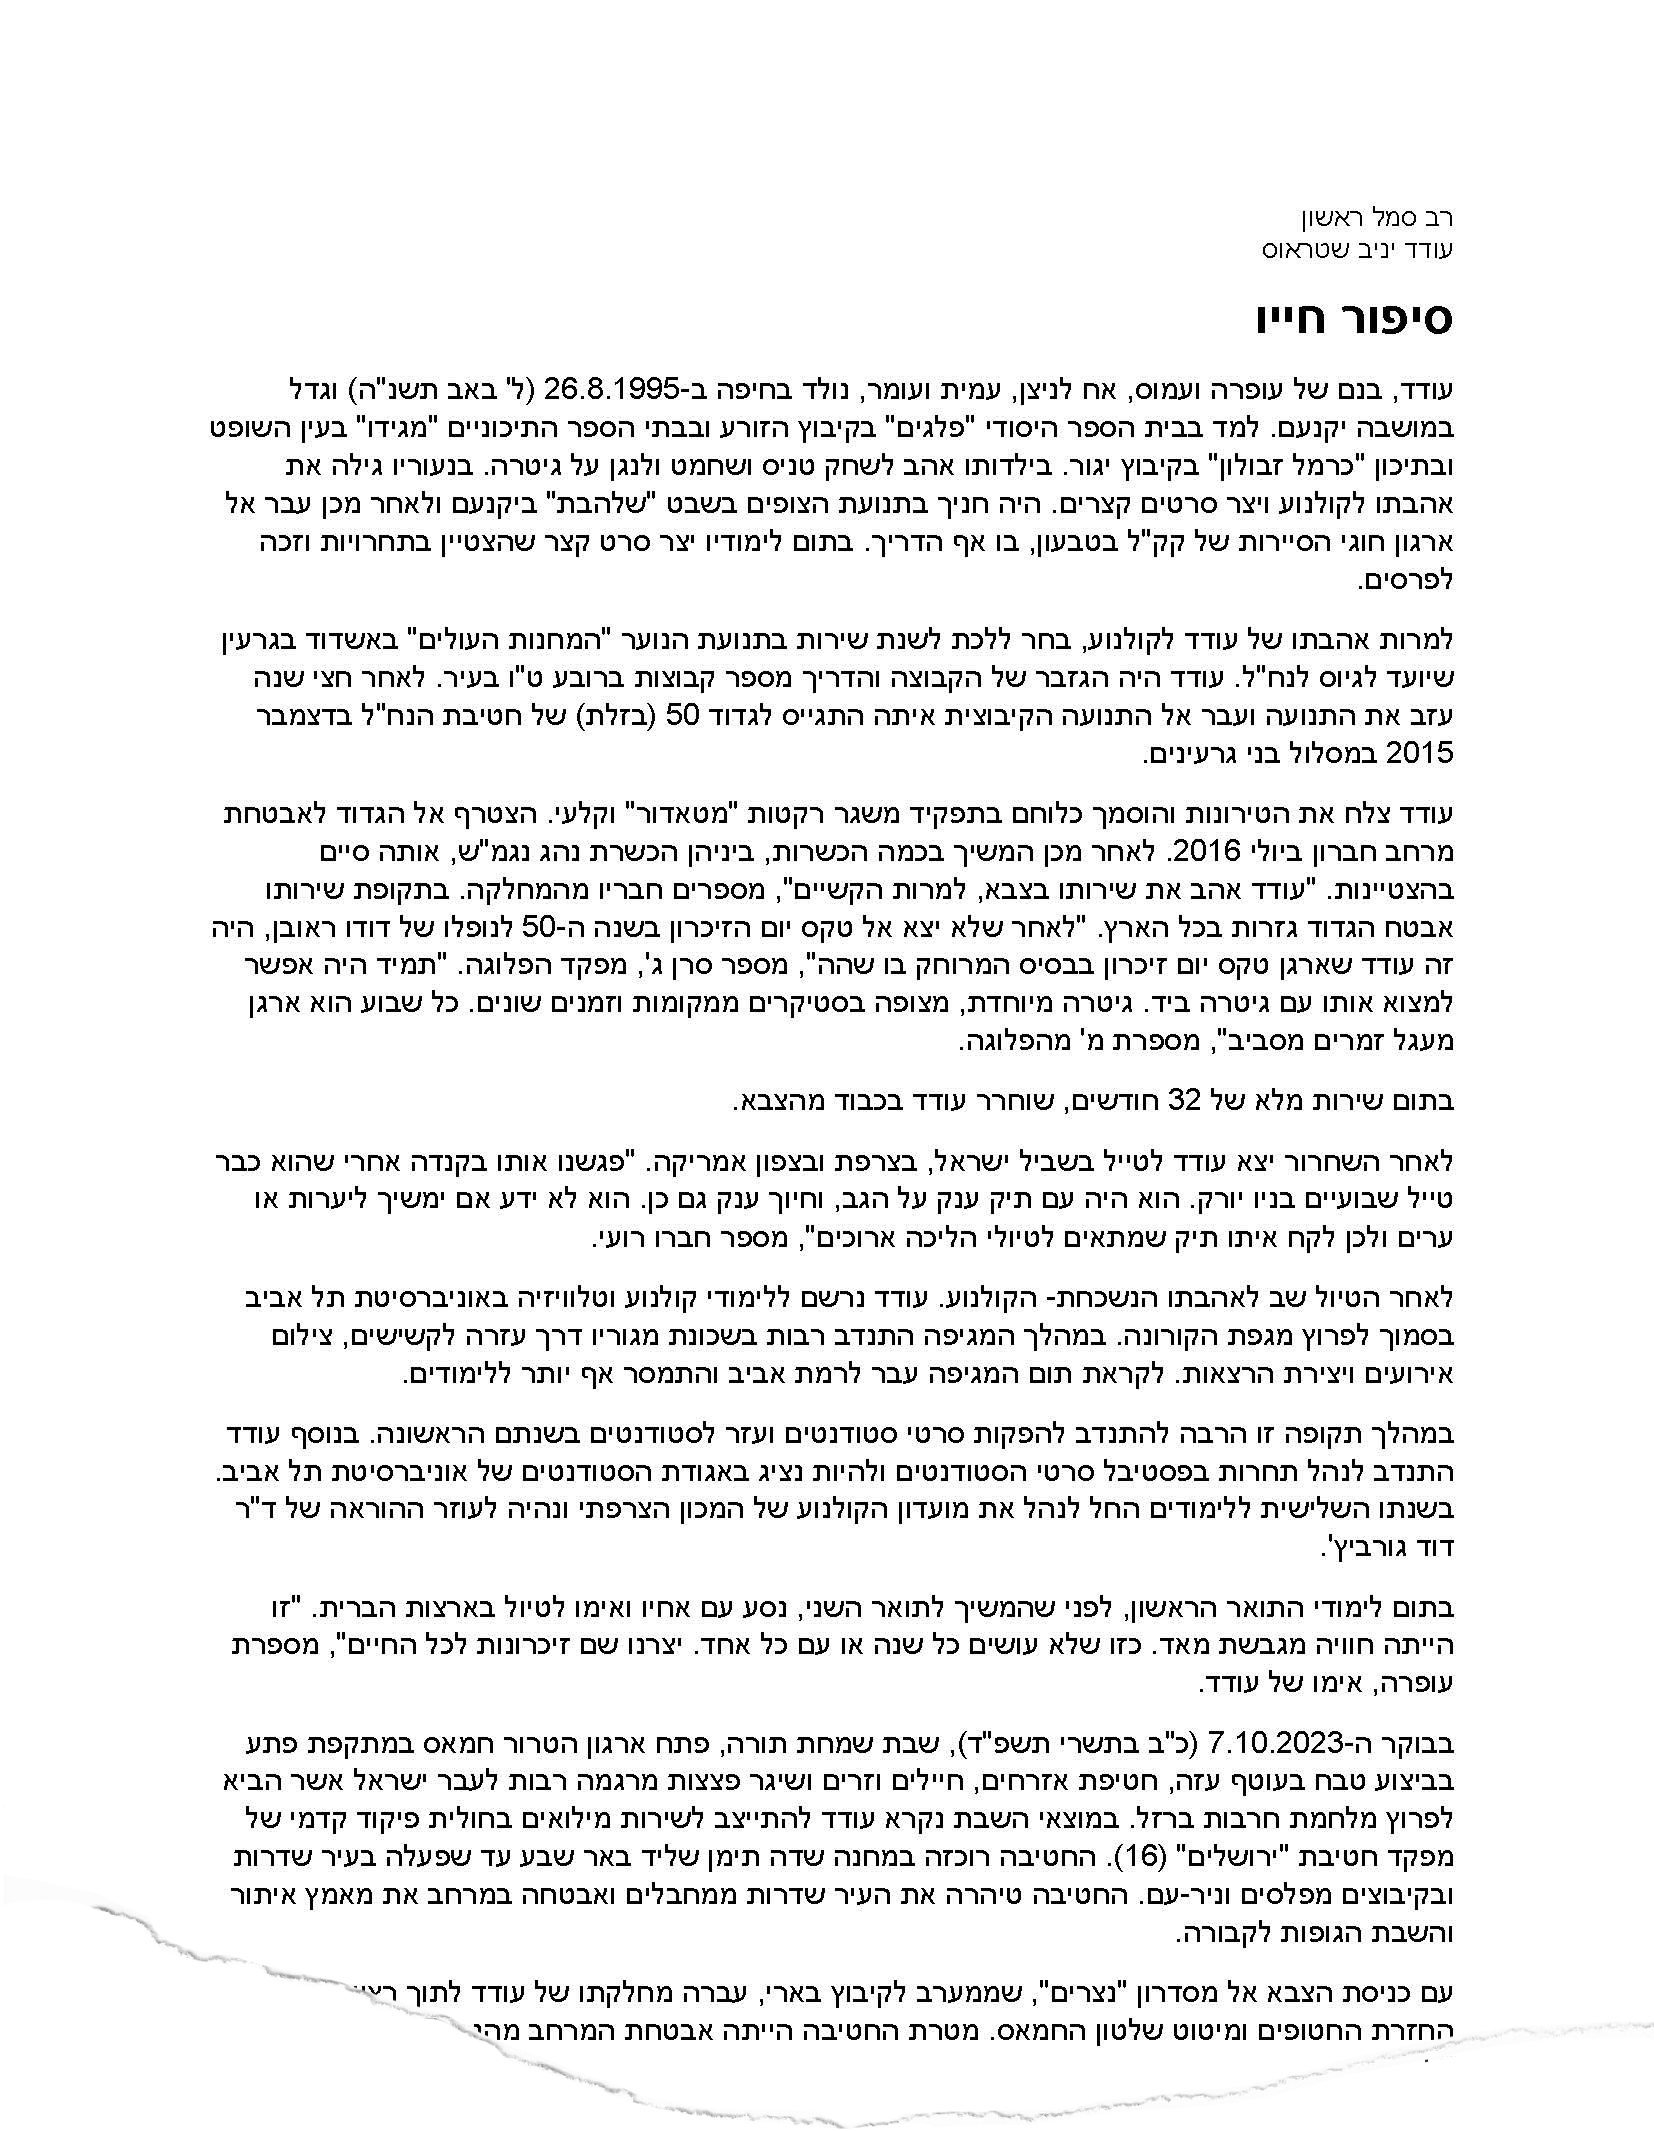 רב סמל ראשון
עודד יניב שטראוס
סיפור חייו
עודד, בנם של עופרה ועמוס, אח לניצן, עמית ועומר, נולד בחיפה ב-26.8.1995 (ל' באב תשנ"ה) וגדל
במושבה יקנעם. למד בבית הספר היסודי "פלגים" בקיבוץ הזורע ובבתי הספר התיכוניים "מגידו" בעין השופט
ובתיכון "כרמל זבולון" בקיבוץ יגור. בילדותו אהב לשחק טניס ושחמט ולנגן על גיטרה. בנעוריו גילה את
אהבתו לקולנוע ויצר סרטים קצרים. היה חניך בתנועת הצופים בשבט "שלהבת" ביקנעם ולאחר מכן עבר אל
ארגון חוגי הסיירות של קק"ל בטבעון, בו אף הדריך. בתום לימודיו יצר סרט קצר שהצטיין בתחרויות וזכה
לפרסים.
למרות אהבתו של עודד לקולנוע, בחר ללכת לשנת שירות בתנועת הנוער "המחנות העולים" באשדוד בגרעין
שיועד לגיוס לנח"ל. עודד היה הגזבר של הקבוצה והדריך מספר קבוצות ברובע ט"ו בעיר. לאחר חצי שנה
עזב את התנועה ועבר אל התנועה הקיבוצית איתה התגייס לגדוד 50 (בזלת) של חטיבת הנח"ל בדצמבר
2015 במסלול בני גרעינים.
עודד צלח את הטירונות והוסמך כלוחם בתפקיד משגר רקטות "מטאדור" וקלעי. הצטרף אל הגדוד לאבטחת
מרחב חברון ביולי 2016. לאחר מכן המשיך בכמה הכשרות, ביניהן הכשרת נהג נגמ"ש, אותה סיים
בהצטיינות. "עודד אהב את שירותו בצבא, למרות הקשיים", מספרים חבריו מהמחלקה. בתקופת שירותו
אבטח הגדוד גזרות בכל הארץ. "לאחר שלא יצא אל טקס יום הזיכרון בשנה ה-50 לנופלו של דודו ראובן, היה
זה עודד שארגן טקס יום זיכרון בבסיס המרוחק בו שהה", מספר סרן ג', מפקד הפלוגה. "תמיד היה אפשר
למצוא אותו עם גיטרה ביד. גיטרה מיוחדת, מצופה בסטיקרים ממקומות וזמנים שונים. כל שבוע הוא ארגן
מעגל זמרים מסביב", מספרת מ' מהפלוגה.
בתום שירות מלא של 32 חודשים, שוחרר עודד בכבוד מהצבא.
לאחר השחרור יצא עודד לטייל בשביל ישראל, בצרפת ובצפון אמריקה. "פגשנו אותו בקנדה אחרי שהוא כבר
טייל שבועיים בניו יורק. הוא היה עם תיק ענק על הגב, וחיוך ענק גם כן. הוא לא ידע אם ימשיך ליערות או
ערים ולכן לקח איתו תיק שמתאים לטיולי הליכה ארוכים", מספר חברו רועי.
לאחר הטיול שב לאהבתו הנשכחת- הקולנוע. עודד נרשם ללימודי קולנוע וטלוויזיה באוניברסיטת תל אביב
בסמוך לפרוץ מגפת הקורונה. במהלך המגיפה התנדב רבות בשכונת מגוריו דרך עזרה לקשישים, צילום
אירועים ויצירת הרצאות. לקראת תום המגיפה עבר לרמת אביב והתמסר אף יותר ללימודים.
במהלך תקופה זו הרבה להתנדב להפקות סרטי סטודנטים ועזר לסטודנטים בשנתם הראשונה. בנוסף עודד
התנדב לנהל תחרות בפסטיבל סרטי הסטודנטים ולהיות נציג באגודת הסטודנטים של אוניברסיטת תל אביב.
בשנתו השלישית ללימודים החל לנהל את מועדון הקולנוע של המכון הצרפתי ונהיה לעוזר ההוראה של ד"ר
דוד גורביץ'.
בתום לימודי התואר הראשון, לפני שהמשיך לתואר השני, נסע עם אחיו ואימו לטיול בארצות הברית. "זו
הייתה חוויה מגבשת מאד. כזו שלא עושים כל שנה או עם כל אחד. יצרנו שם זיכרונות לכל החיים", מספרת
עופרה, אימו של עודד.
בבוקר ה-7.10.2023 (כ"ב בתשרי תשפ"ד), שבת שמחת תורה, פתח ארגון הטרור חמאס במתקפת פתע
בביצוע טבח בעוטף עזה, חטיפת אזרחים, חיילים וזרים ושיגר פצצות מרגמה רבות לעבר ישראל אשר הביא
לפרוץ מלחמת חרבות ברזל. במוצאי השבת נקרא עודד להתייצב לשירות מילואים בחולית פיקוד קדמי של
מפקד חטיבת "ירושלים" (16). החטיבה רוכזה במחנה שדה תימן שליד באר שבע עד שפעלה בעיר שדרות
ובקיבוצים מפלסים וניר-עם. החטיבה טיהרה את העיר שדרות ממחבלים ואבטחה במרחב את מאמץ איתור
והשבת הגופות לקבורה.
עם כניסת הצבא אל מסדרון "נצרים", שממערב לקיבוץ בארי, עברה מחלקתו של עודד לתוך
החזרת החטופים ומיטוט שלטון החמאס. מטרת החטיבה הייתה אבטחת המרחב